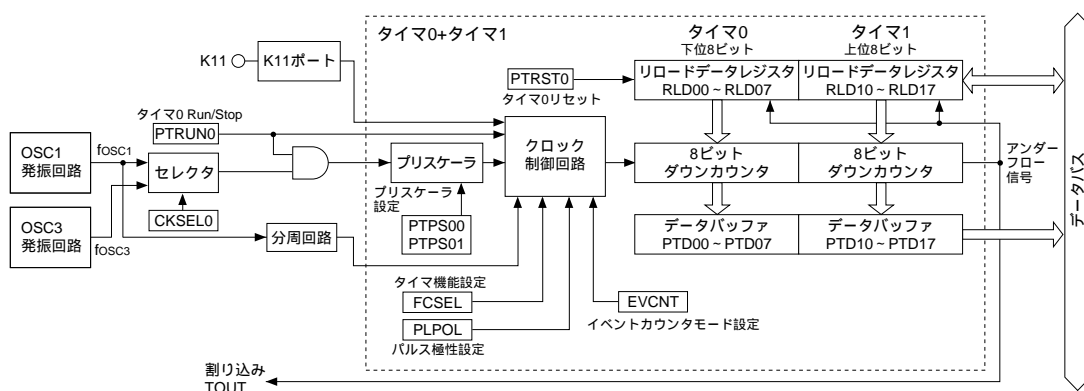 タイマ0+タイマ1
タイマ0
下位8ビット
タイマ1
上位8ビット
K11
K11ポート
PTRST0
タイマ0リセット
リロードデータレジスタ
RLD00～RLD07
リロードデータレジスタ
RLD10～RLD17
タイマ0 Run/Stop
PTRUN0
OSC1
発振回路
fOSC1
セレクタ
CKSEL0
OSC3
発振回路
fOSC3
分周回路
プリスケーラ
プリスケーラ
設定
PTPS00
PTPS01
クロック
制御回路
8ビット
ダウンカウンタ
8ビット
ダウンカウンタ
アンダー
フロー
信号
データバス
データバッファ
PTD00～PTD07
データバッファ
PTD10～PTD17
タイマ機能設定
FCSEL
PLPOL
パルス極性設定
EVCNT
イベントカウンタモード設定
割り込み
TOUT